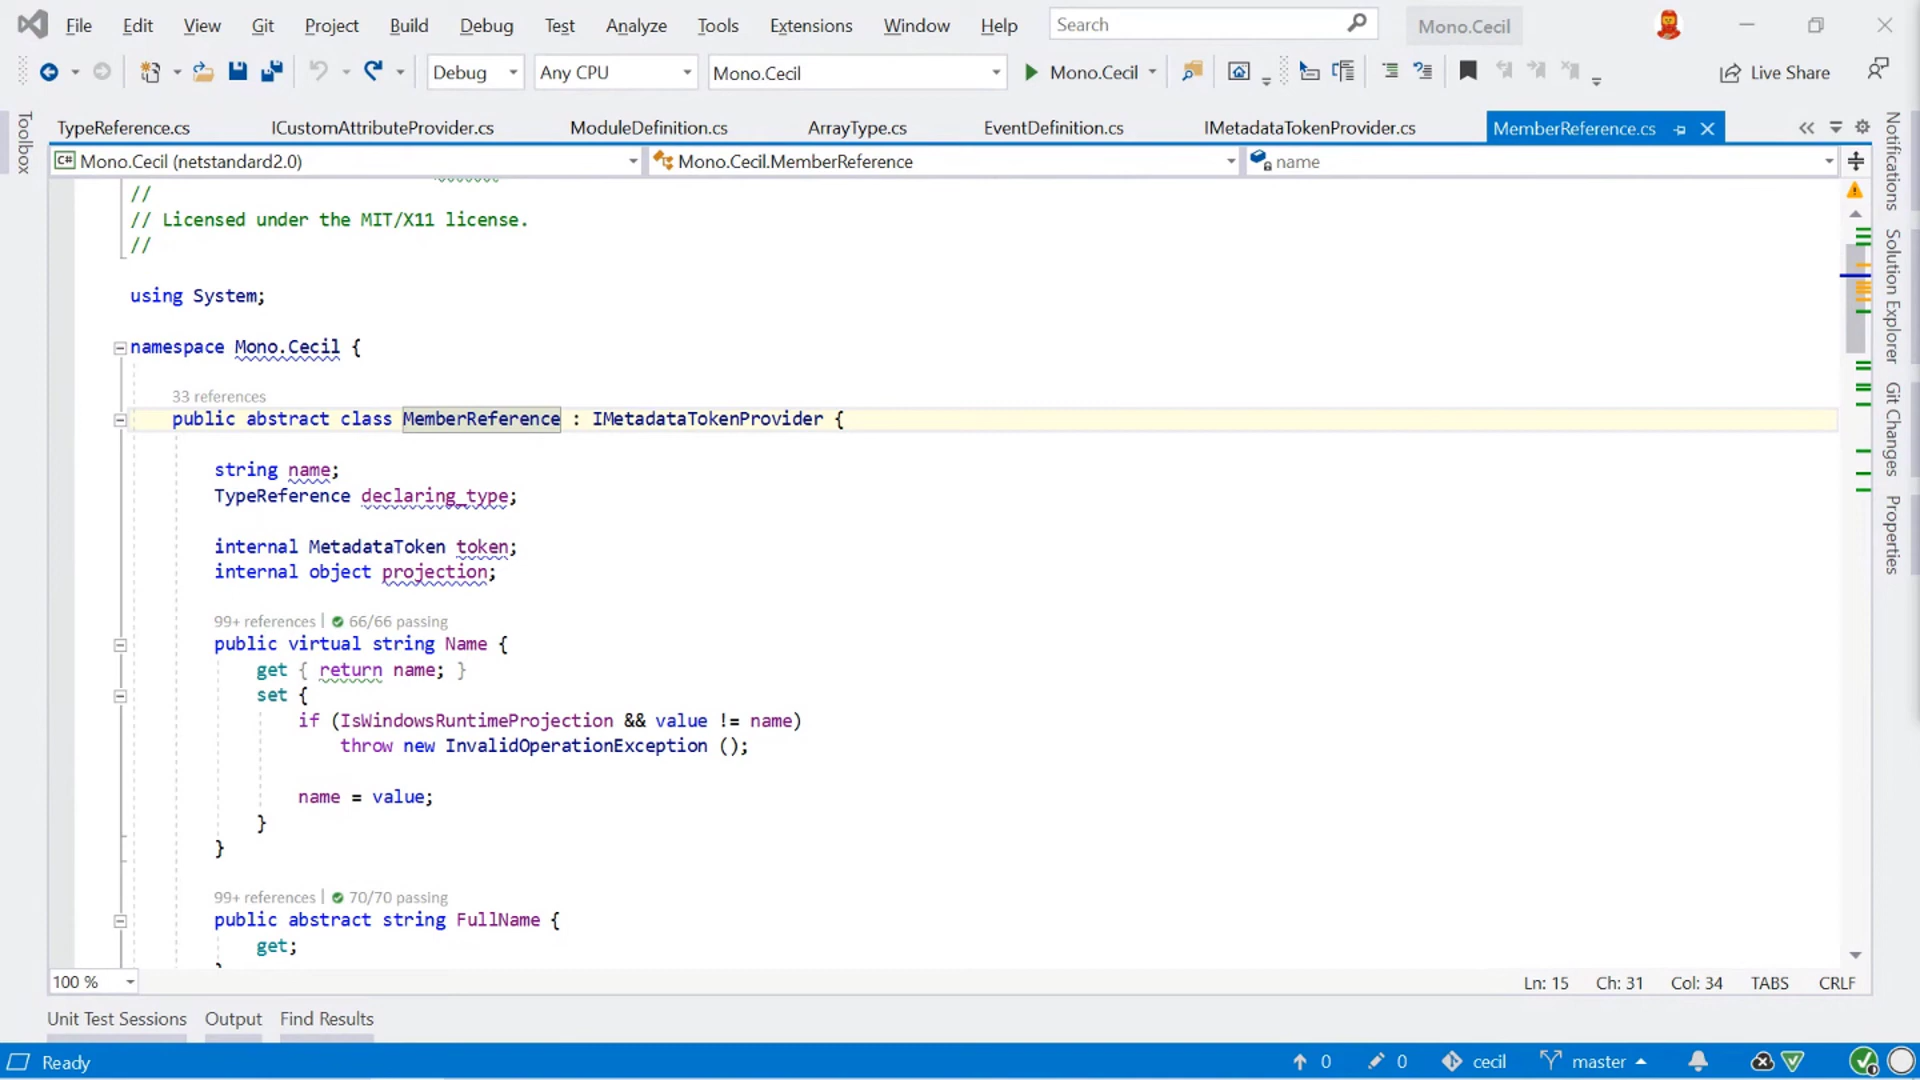 File Edit View Git Project Build Debug Test Analyze Tools Extensions Window Help Search Mono.Cecil
Debug Any CPU Mono.Cecil Mono.Cecil Live Share
TypeReference.cs ICustomAttributeProvider.cs ModuleDefinition.cs ArrayType.cs EventDefinition.cs IMetadataTokenProvider.cs MemberReference.cs
C# Mono.Cecil (netstandard2.0) Mono.Cecil.MemberReference name
Toolbox
//
// Licensed under the MIT/X11 license.
//
using System;
namespace Mono.Cecil {
33 references
public abstract class MemberReference : IMetadataTokenProvider {
string name;
TypeReference declaring_type;
internal MetadataToken token;
internal object projection;
99+ references | 66/66 passing
public virtual string Name {
get { return name; }
set {
if (IsWindowsRuntimeProjection && value != name)
throw new InvalidOperationException ();
name = value;
}
}
99+ references | 70/70 passing
public abstract string FullName {
get;
Notifications
Solution Explorer
Git Changes
Properties
100 % Ln: 15 Ch: 31 Col: 34 TABS CRLF
Unit Test Sessions Output Find Results
Ready 0 0 cecil master